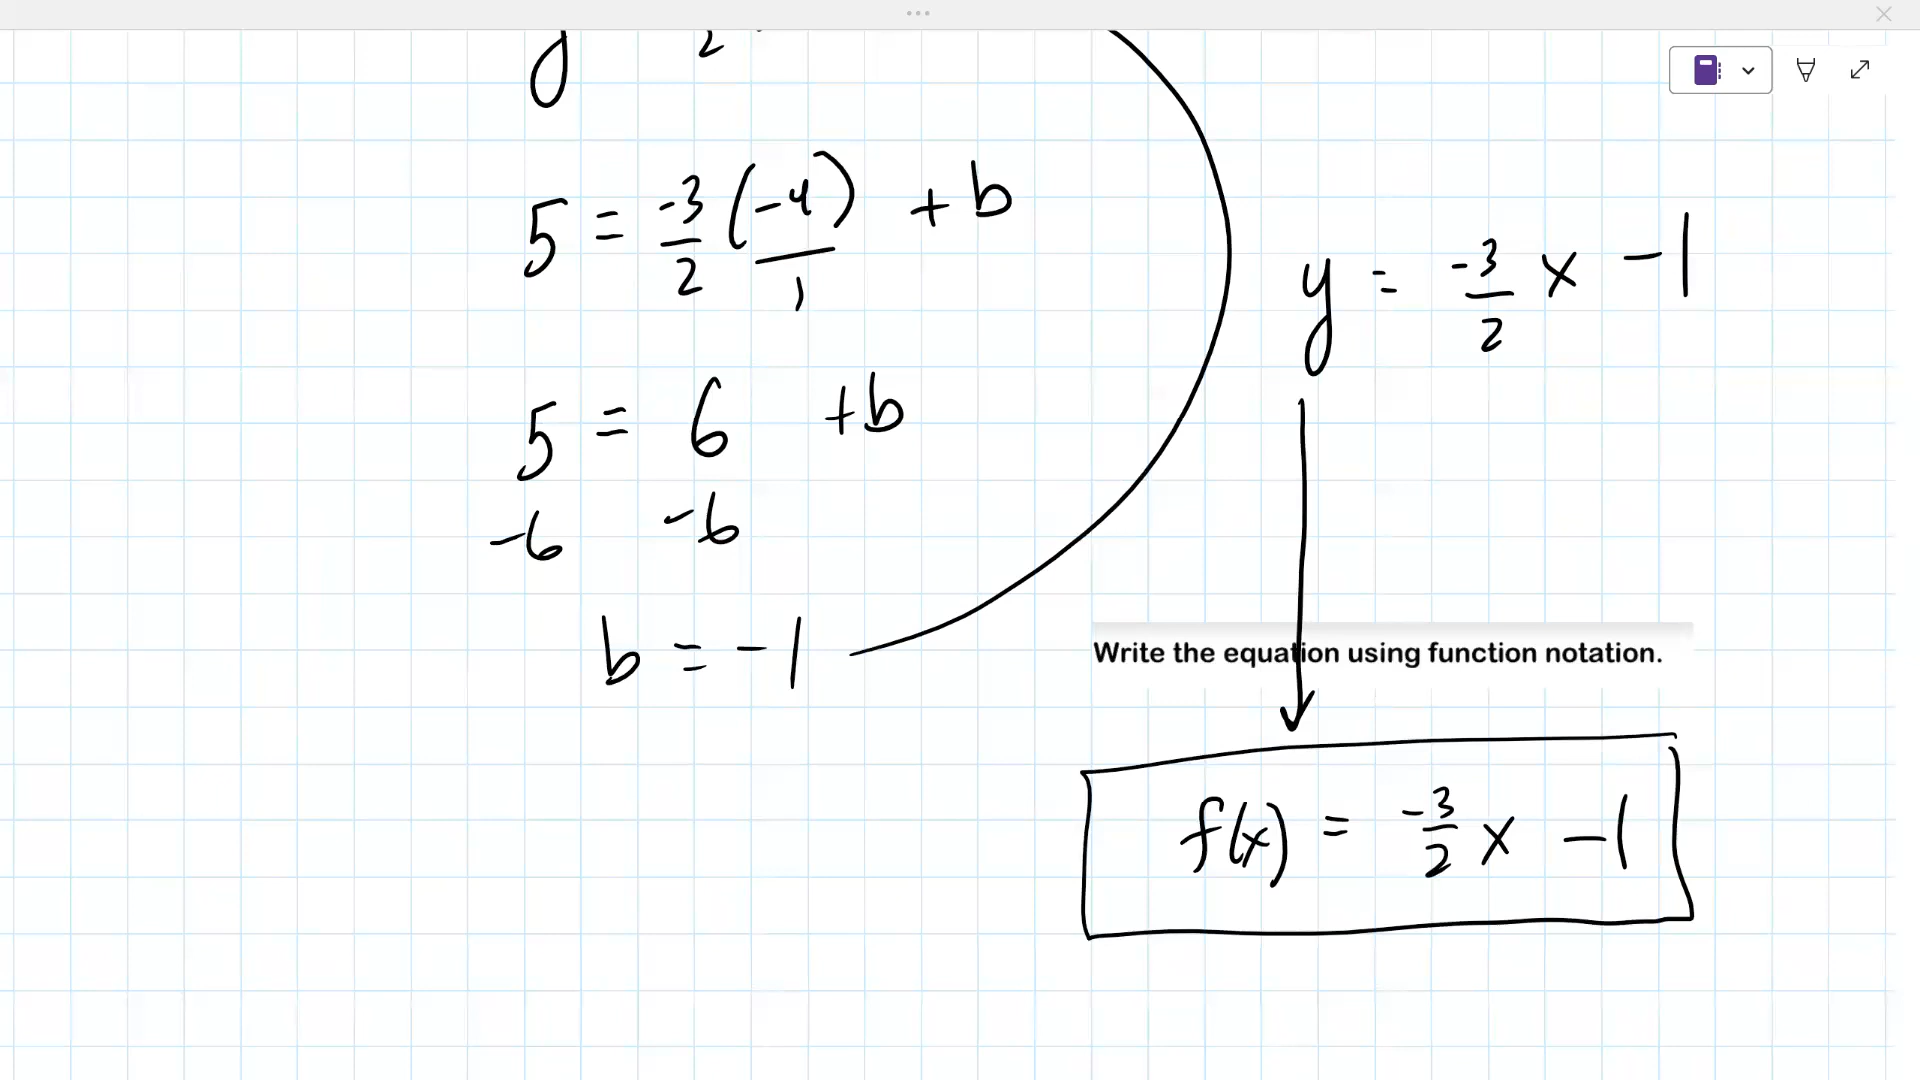 y 2
5 = -3/2 (-4)/1 + b
5 = 6 + b
-6 -6
b = -1
y = -3/2 x - 1
Write the equation using function notation.
f(x) = -3/2 x - 1